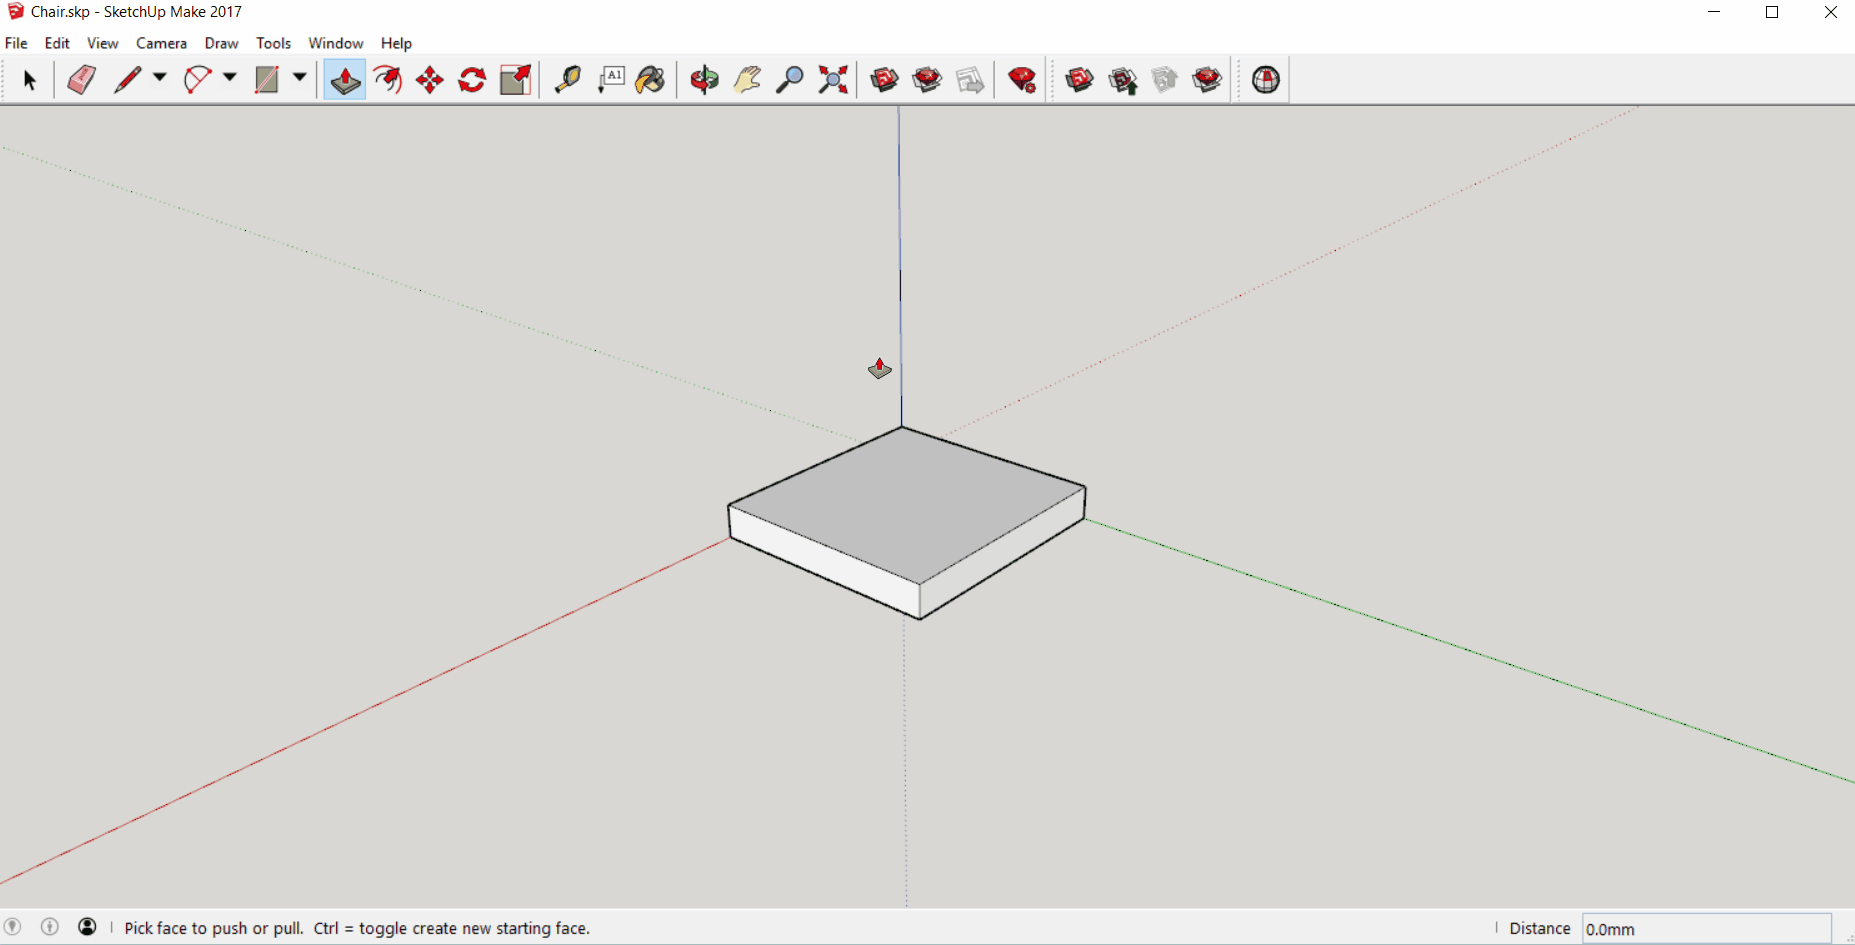 Chair.skp - SketchUp Make 2017
File Edit View Camera Draw Tools Window Help
A1
Pick face to push or pull. Ctrl = toggle create new starting face. Distance 0.0mm